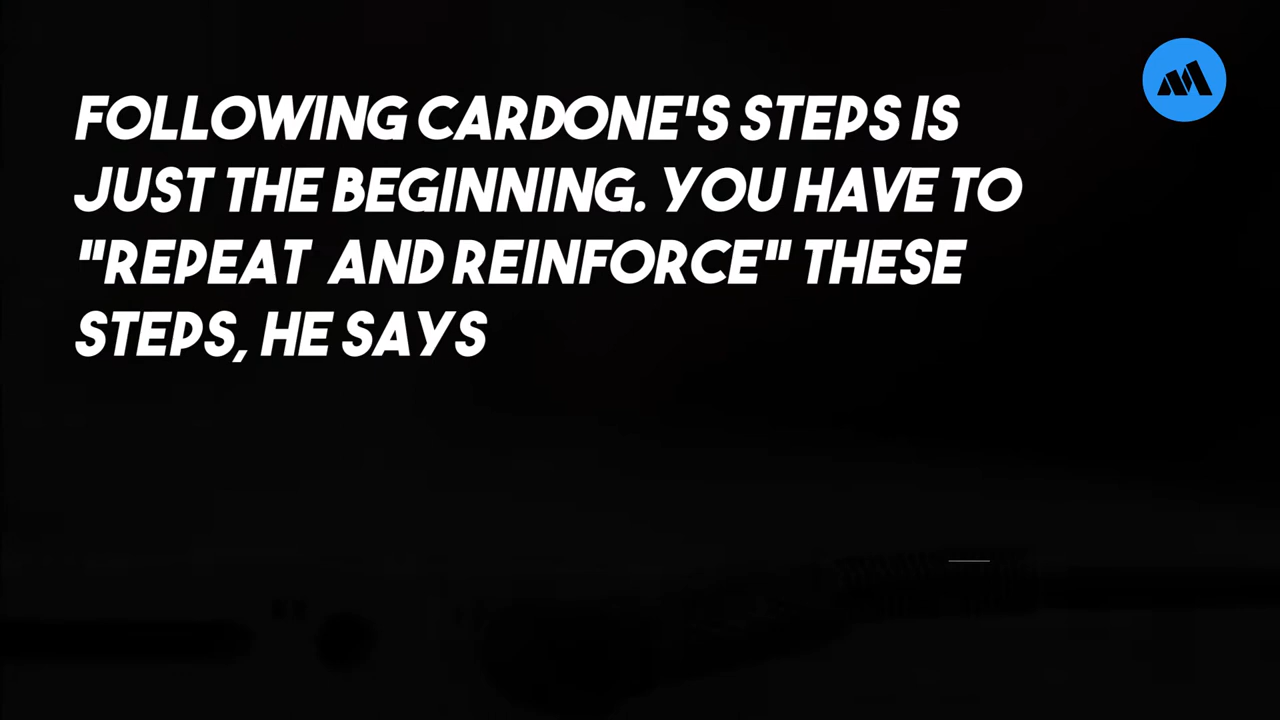 FOLLOWING CARDONE'S STEPS IS
JUST THE BEGINNING. YOU HAVE TO
"REPEAT AND REINFORCE" THESE
STEPS, HE SAYS